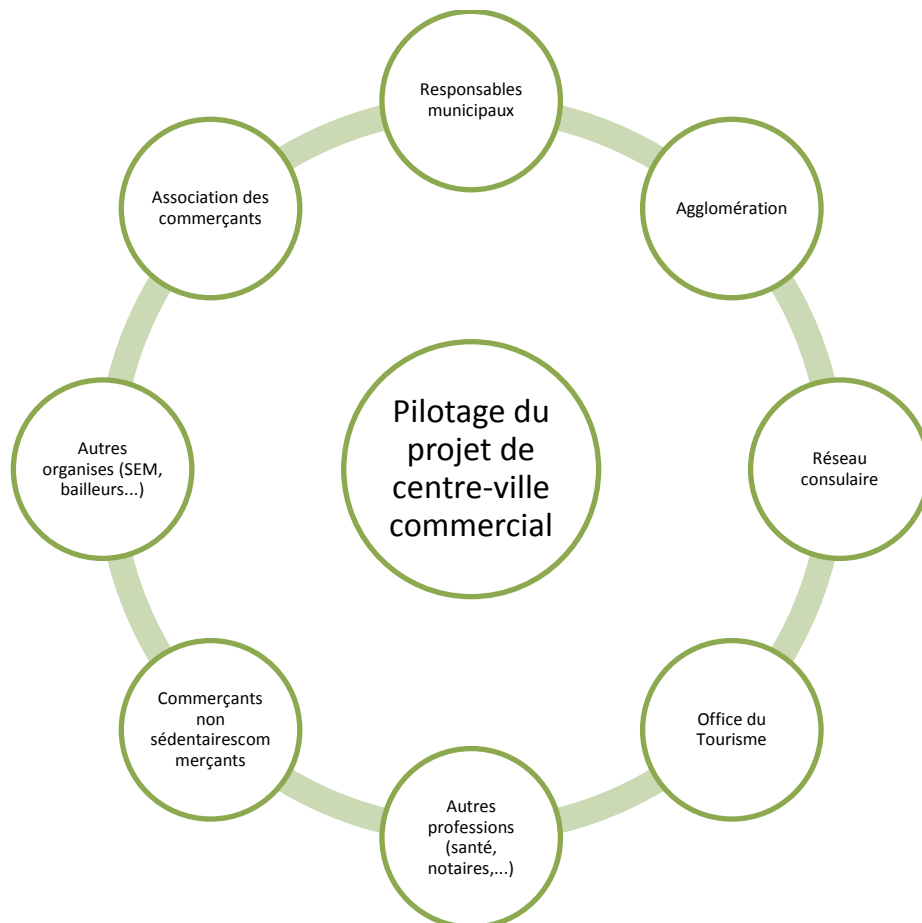 Responsables
municipaux
Agglomération
Réseau
consulaire
Office du
Tourisme
Autres
professions
(santé,
notaires,...)
Commerçants
non
sédentairescom
merçants
Autres
organises (SEM,
bailleurs...)
Association des
commerçants
Pilotage du
projet de
centre-ville
commercial